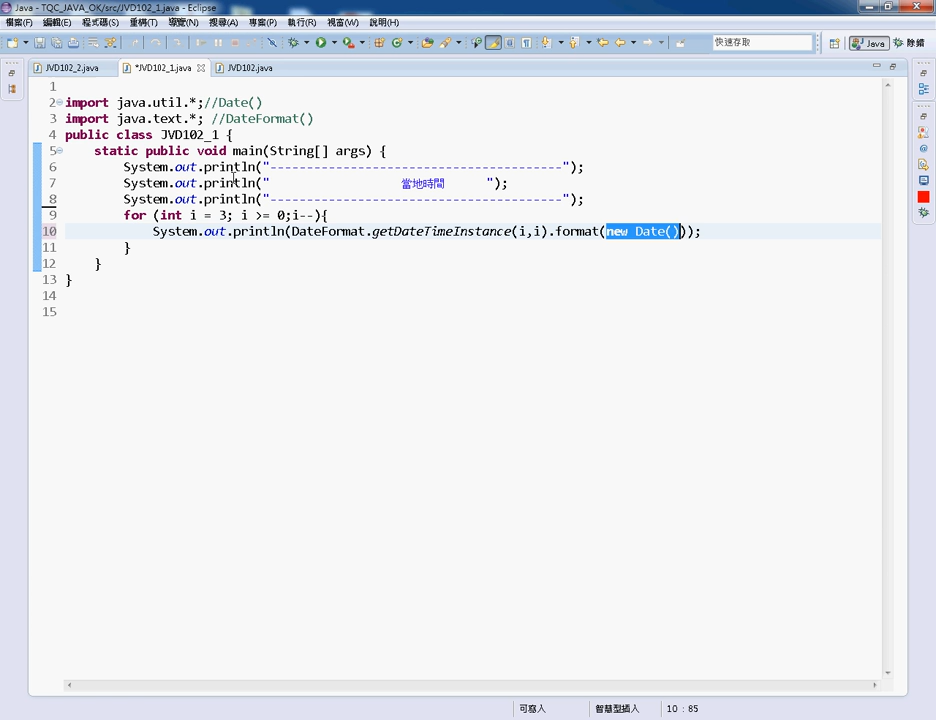 Java - TQC_JAVA_OK/src/JVD102_1.java - Eclipse
檔案(F) 編輯(E) 程式碼(S) 重構(T) 導覽(N) 搜尋(A) 專案(P) 執行(R) 視窗(W) 說明(H)
快速存取 Java 除錯
JVD102_2.java *JVD102_1.java JVD102.java
1
2 import java.util.*;//Date()
3 import java.text.*; //DateFormat()
4 public class JVD102_1 {
5 static public void main(String[] args) {
6 System.out.println("----------------------------------------");
7 System.out.println(" 當地時間 ");
8 System.out.println("----------------------------------------");
9 for (int i = 3; i >= 0;i--){
10 System.out.println(DateFormat.getDateTimeInstance(i,i).format(new Date()));
11 }
12 }
13 }
14
15
可寫入 智慧型插入 10 : 85